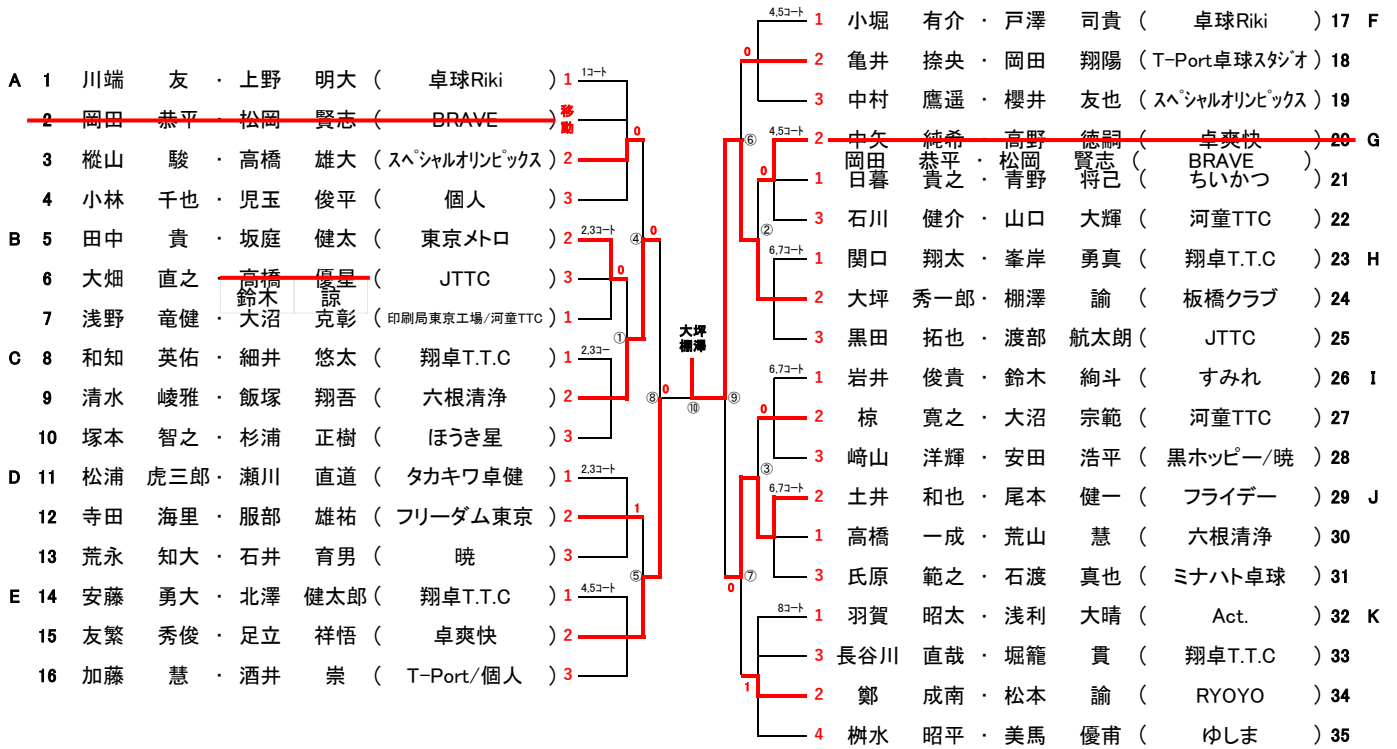 A 1 川端 友 ・ 上野 明大 ( 卓球Riki ) 1 1コート
2 岡田 恭平 ・ 松岡 賢志 ( BRAVE ) 移動
0
3 樅山 駿 ・ 高橋 雄大 ( スペシャルオリンピックス ) 2
4 小林 千也 ・ 児玉 俊平 ( 個人 ) 3
0
B 5 田中 貴 ・ 坂庭 健太 ( 東京メトロ ) 2 2,3コート ④
0
6 大畑 直之 ・ 高橋 優星 ( JTTC ) 3
鈴木 諒
7 浅野 竜健 ・ 大沼 克彰 ( 印刷局東京工場/河童TTC ) 1
①
C 8 和知 英佑 ・ 細井 悠太 ( 翔卓T.T.C ) 1 2,3コー
9 清水 崚雅 ・ 飯塚 翔吾 ( 六根清浄 ) 2 ⑧ 0
10 塚本 智之 ・ 杉浦 正樹 ( ほうき星 ) 3
D 11 松浦 虎三郎 ・ 瀬川 直道 ( タカキワ卓健 ) 1 2,3コート
1
12 寺田 海里 ・ 服部 雄祐 ( フリーダム東京 ) 2
13 荒永 知大 ・ 石井 育男 ( 暁 ) 3
⑤
E 14 安藤 勇大 ・ 北澤 健太郎 ( 翔卓T.T.C ) 1 4,5コート
15 友繁 秀俊 ・ 足立 祥悟 ( 卓爽快 ) 2
16 加藤 慧 ・ 酒井 崇 ( T-Port/個人 ) 3
大坪
棚澤
⑩ ⑨
4,5コート 1 小堀 有介 ・ 戸澤 司貴 ( 卓球Riki ) 17 F
0
2 亀井 捺央 ・ 岡田 翔陽 ( T-Port卓球スタジオ ) 18
3 中村 鷹遥 ・ 櫻井 友也 ( スペシャルオリンピックス ) 19
⑥ 4,5コート 2 中矢 純希 ・ 高野 徳嗣 ( 卓爽快 ) 20 G
岡田 恭平 ・ 松岡 賢志 ( BRAVE )
0
1 日暮 貴之 ・ 青野 将己 ( ちいかつ ) 21
3 石川 健介 ・ 山口 大輝 ( 河童TTC ) 22
0 ②
6,7コート 1 関口 翔太 ・ 峯岸 勇真 ( 翔卓T.T.C ) 23 H
2 大坪 秀一郎 ・ 棚澤 諭 ( 板橋クラブ ) 24
3 黒田 拓也 ・ 渡部 航太朗 ( JTTC ) 25
6,7コート 1 岩井 俊貴 ・ 鈴木 絢斗 ( すみれ ) 26 I
0
2 椋 寛之 ・ 大沼 宗範 ( 河童TTC ) 27
3 﨑山 洋輝 ・ 安田 浩平 ( 黒ホッピー/暁 ) 28
③
6,7コート 2 土井 和也 ・ 尾本 健一 ( フライデー ) 29 J
1 高橋 一成 ・ 荒山 慧 ( 六根清浄 ) 30
3 氏原 範之 ・ 石渡 真也 ( ミナハト卓球 ) 31
0 ⑦
8コート 1 羽賀 昭太 ・ 浅利 大晴 ( Act. ) 32 K
3 長谷川 直哉 ・ 堀籠 貫 ( 翔卓T.T.C ) 33
1
2 鄭 成南 ・ 松本 諭 ( RYOYO ) 34
4 桝水 昭平 ・ 美馬 優甫 ( ゆしま ) 35